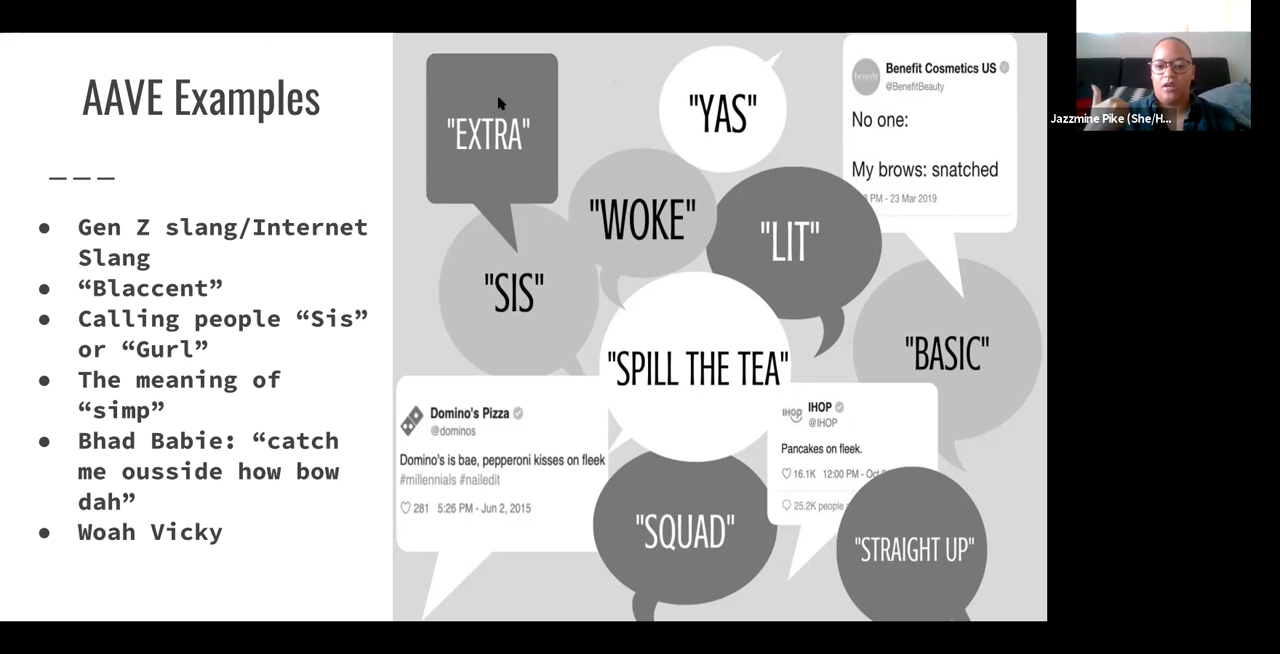 AAVE Examples
Gen Z slang/Internet
Slang
“Blaccent”
Calling people “Sis”
or “Gurl”
The meaning of
“simp”
Bhad Babie: “catch
me ousside how bow
dah”
Woah Vicky
"EXTRA"
"YAS"
Benefit Cosmetics US
@BenefitBeauty
No one:
My brows: snatched
PM - 23 Mar 2019
"WOKE"
"LIT"
"SIS"
"SPILL THE TEA"
"BASIC"
Domino's Pizza
@dominos
Domino's is bae, pepperoni kisses on fleek
#millennials #nailedit
281 5:26 PM - Jun 2, 2015
IHOP
IHOP
@IHOP
Pancakes on fleek.
16.1K 12:00 PM - Oct
25.2K people
"SQUAD"
"STRAIGHT UP"
Jazzmine Pike (She/H...